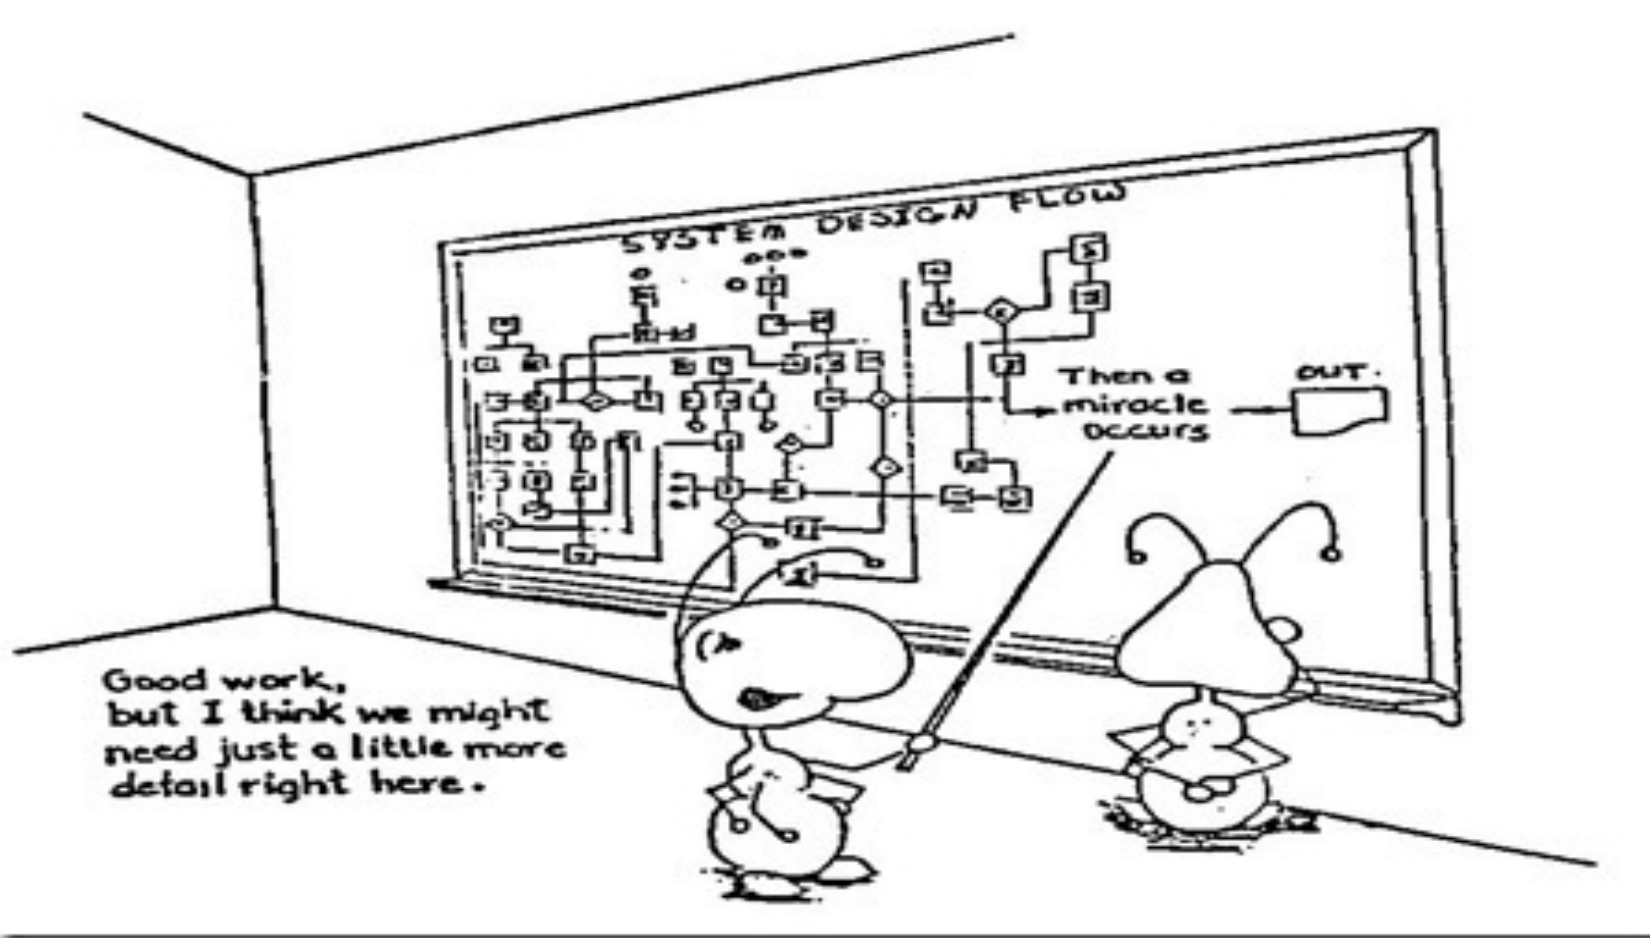 SYSTEM DESIGN FLOW
Then a
miracle
occurs
OUT.
Good work,
but I think we might
need just a little more
detail right here.